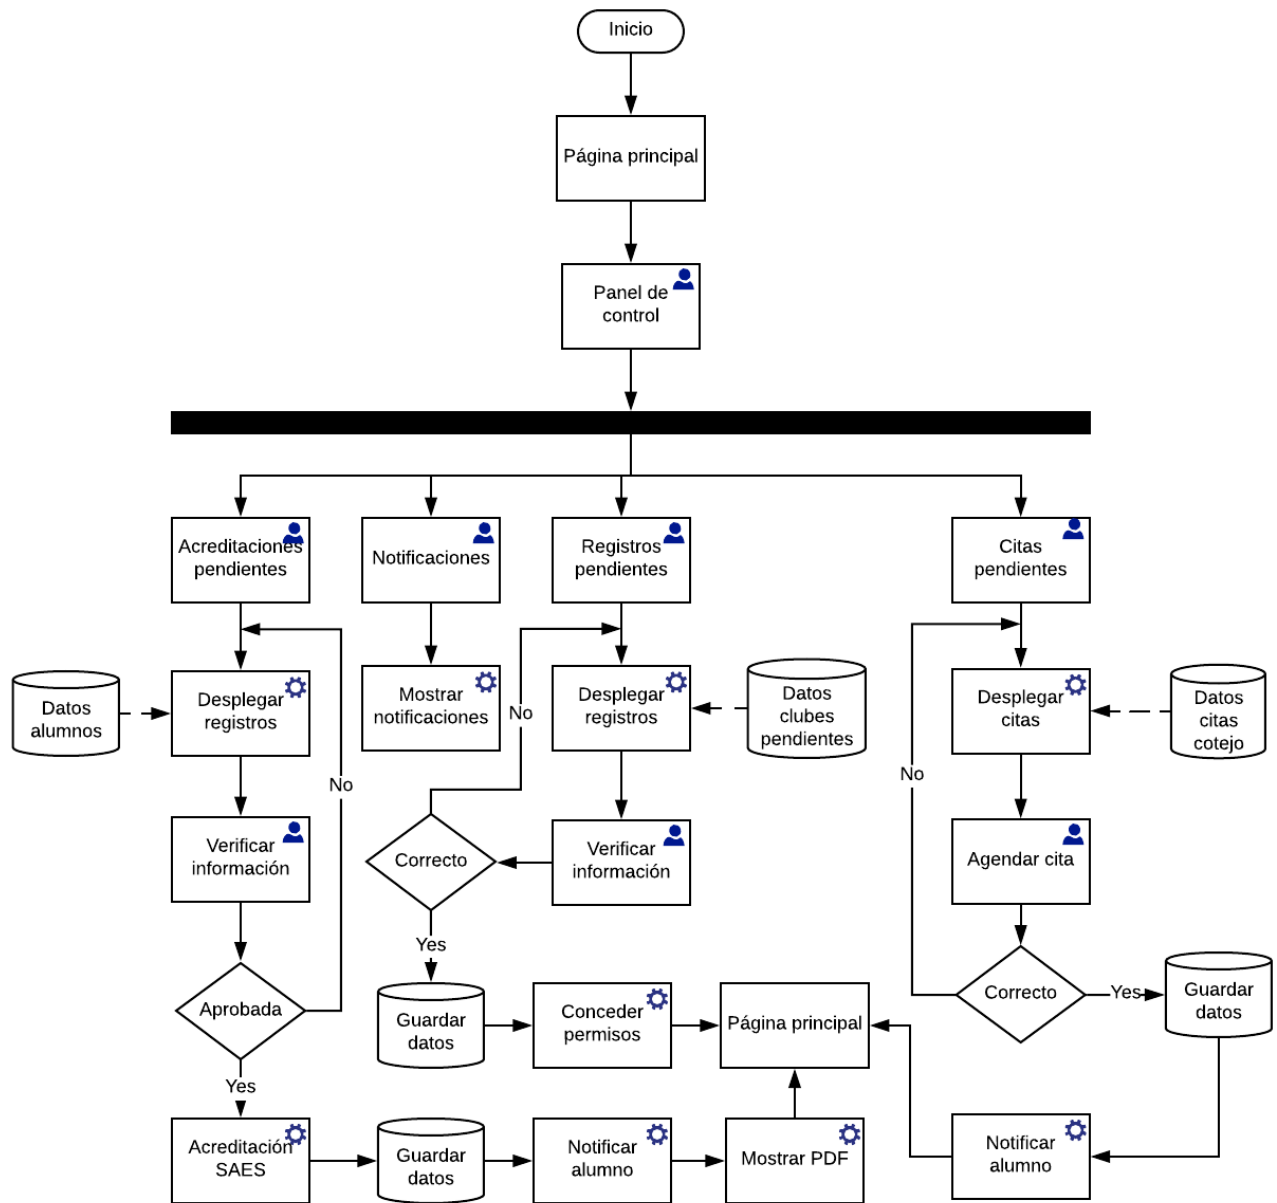 Inicio
Página principal
Panel de
control
Acreditaciones
pendientes
Notificaciones
Registros
pendientes
Citas
pendientes
Datos
alumnos
Desplegar
registros
Mostrar
notificaciones
No
Desplegar
registros
Datos
clubes
pendientes
Desplegar
citas
Datos
citas
cotejo
No
No
Verificar
información
Correcto
Verificar
información
Agendar cita
Yes
Aprobada
Guardar
datos
Conceder
permisos
Página principal
Correcto
Yes
Guardar
datos
Yes
Acreditación
SAES
Guardar
datos
Notificar
alumno
Mostrar PDF
Notificar
alumno